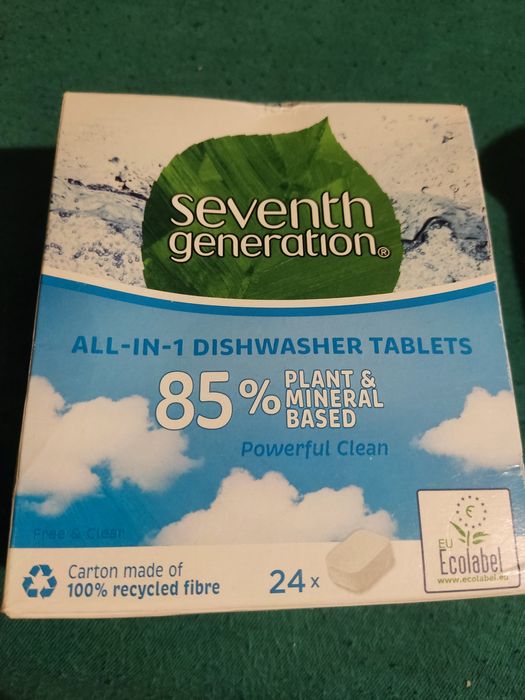 seventh
generation®
ALL-IN-1 DISHWASHER TABLETS
85% PLANT &
MINERAL
BASED
Powerful Clean
Free & Clear
Carton made of
100% recycled fibre
24x
€
EU
Ecolabel
www.ecolabel.eu